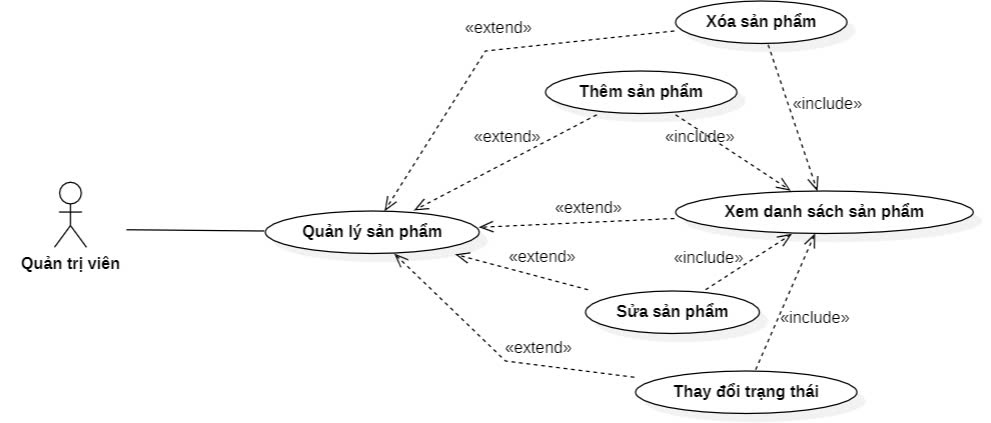 «extend»
Xóa sản phẩm
Thêm sản phẩm
«include»
«extend»
«include»
«extend»
Xem danh sách sản phẩm
Quản lý sản phẩm
Quản trị viên
«extend»
«include»
Sửa sản phẩm
«include»
«extend»
Thay đổi trạng thái